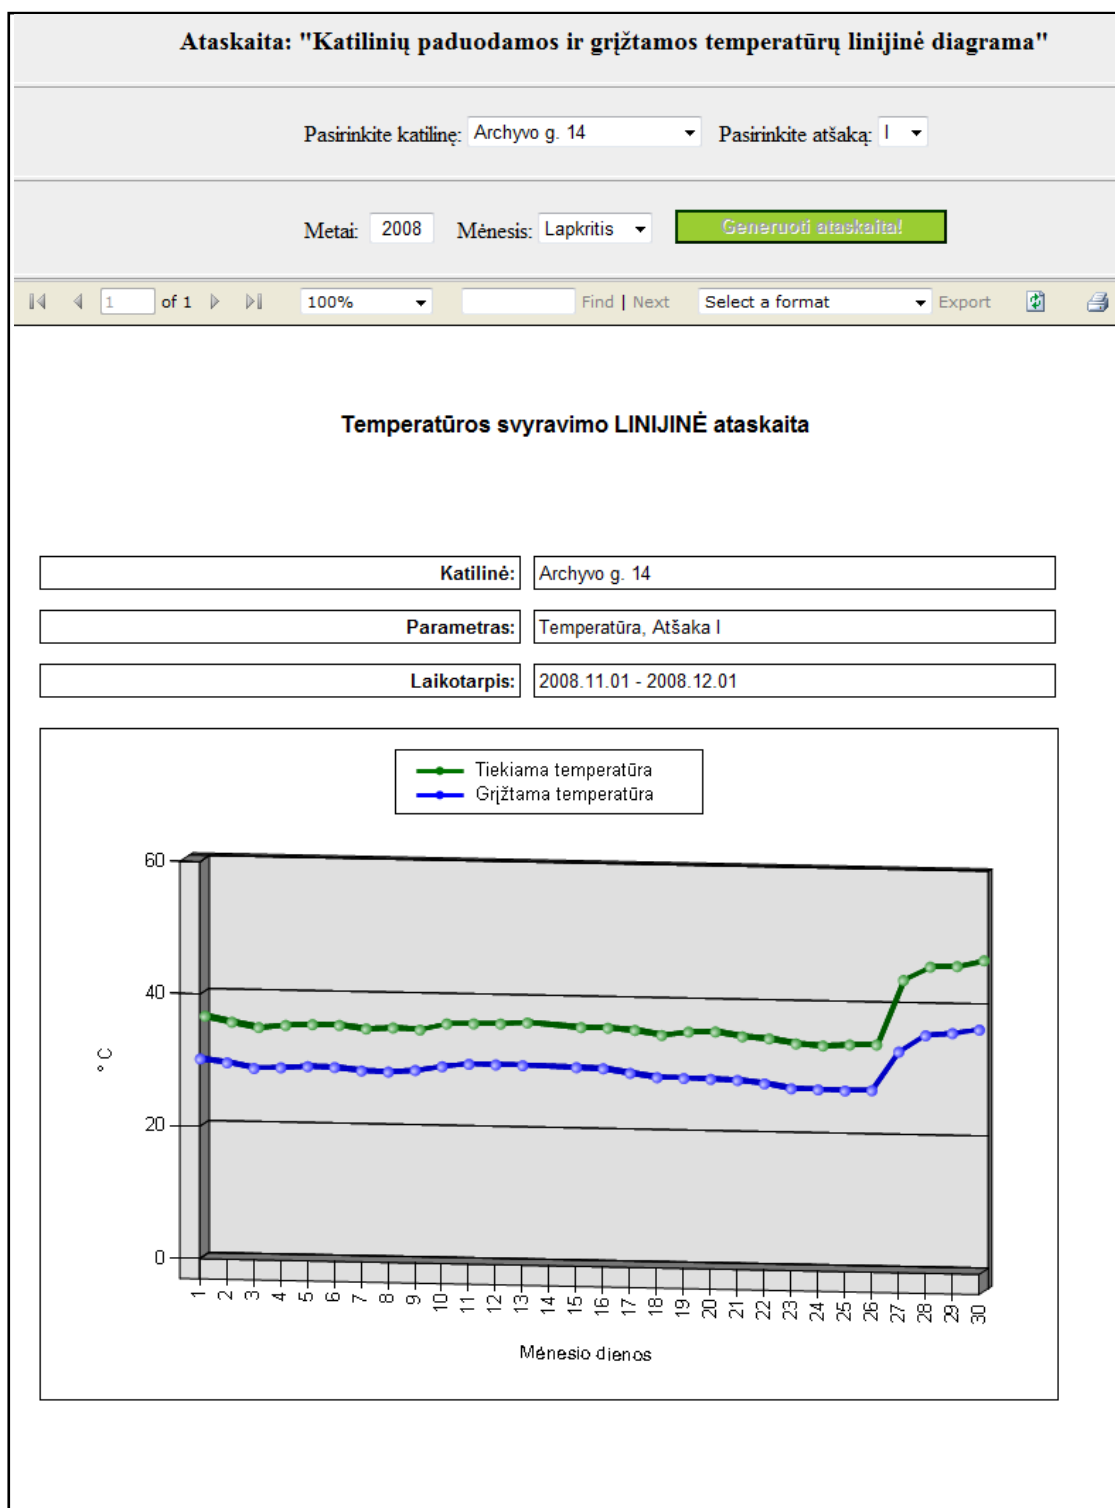 Ataskaita: "Katilinių paduodamos ir grįžtamos temperatūrų linijinė diagrama"
Pasirinkite katilinę: Archyvo g. 14 Pasirinkite atšaką: I
Metai: 2008 Mėnesis: Lapkritis Generuoti ataskaita!
1 of 1 100% Find | Next Select a format Export
Temperatūros svyravimo LINIJINĖ ataskaita
Katilinė: Archyvo g. 14
Parametras: Temperatūra, Atšaka I
Laikotarpis: 2008.11.01 - 2008.12.01
Tiekiama temperatūra
Grįžtama temperatūra
60
40
°C
20
0
1 2 3 4 5 6 7 8 9 10 11 12 13 14 15 16 17 18 19 20 21 22 23 24 25 26 27 28 29 30
Mėnesio dienos